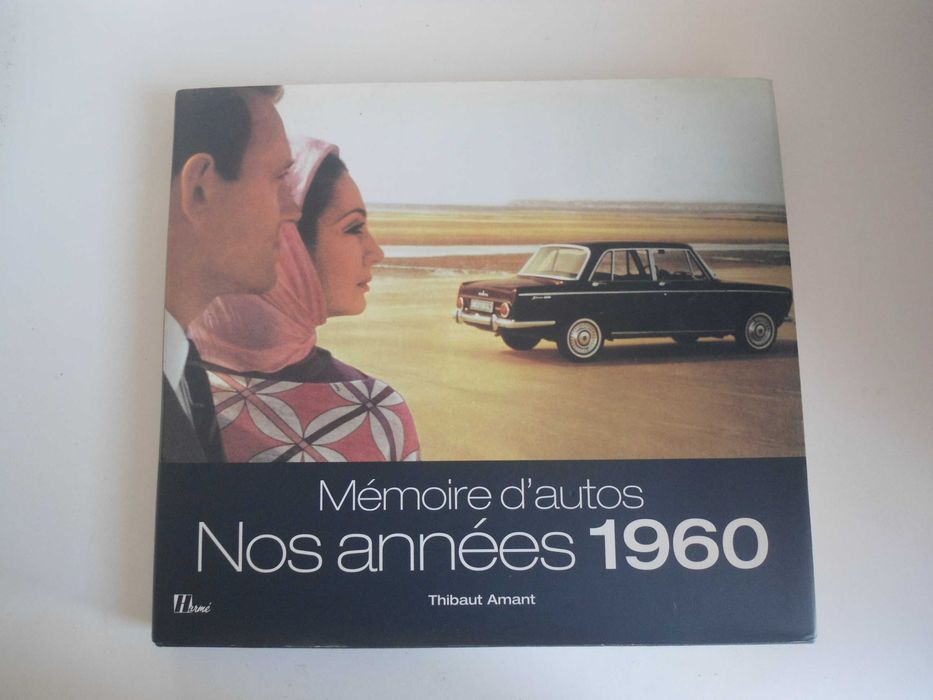 Mémoire d'autos
Nos années 1960
Thibaut Amant
Hermé